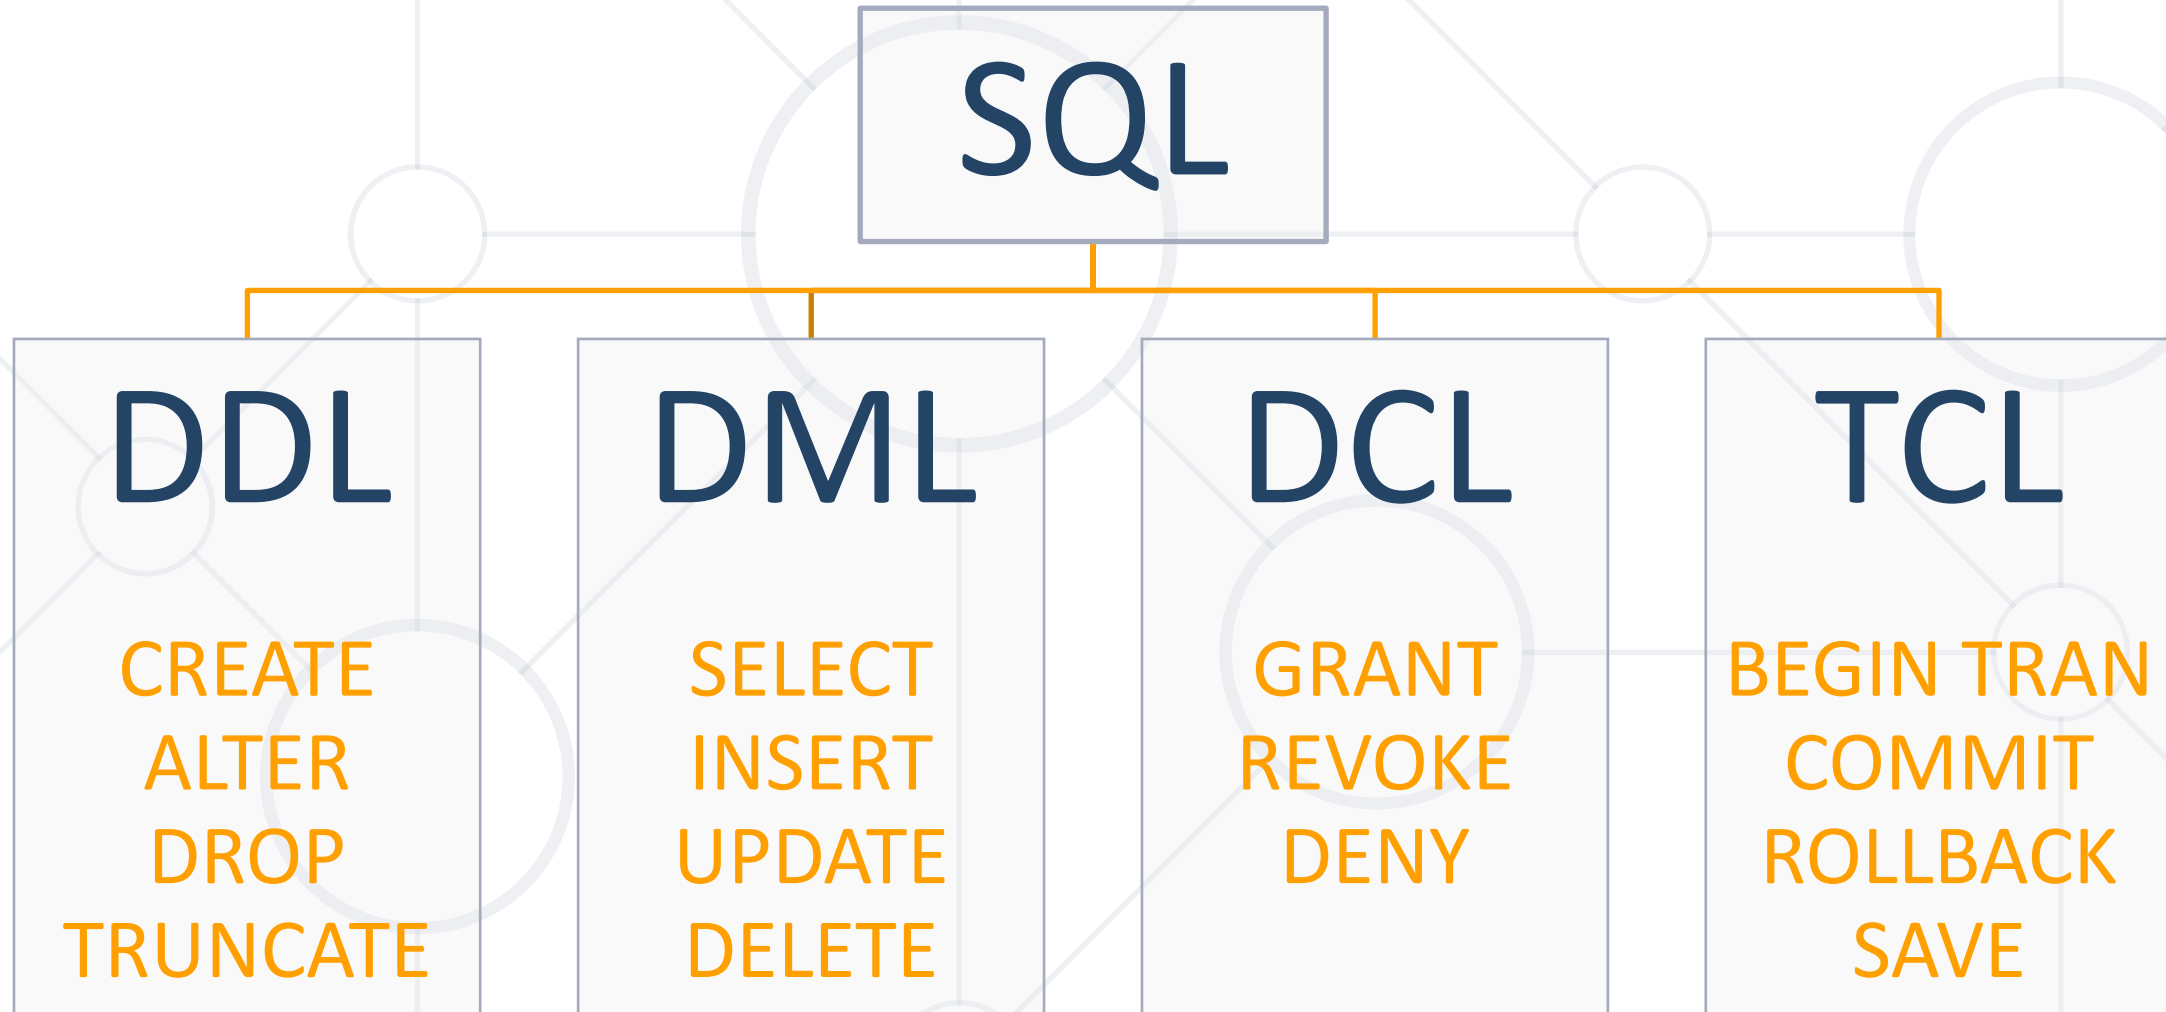 SQL
DDL
CREATE
ALTER
DROP
TRUNCATE
DML
SELECT
INSERT
UPDATE
DELETE
DCL
GRANT
REVOKE
DENY
TCL
BEGIN TRAN
COMMIT
ROLLBACK
SAVE